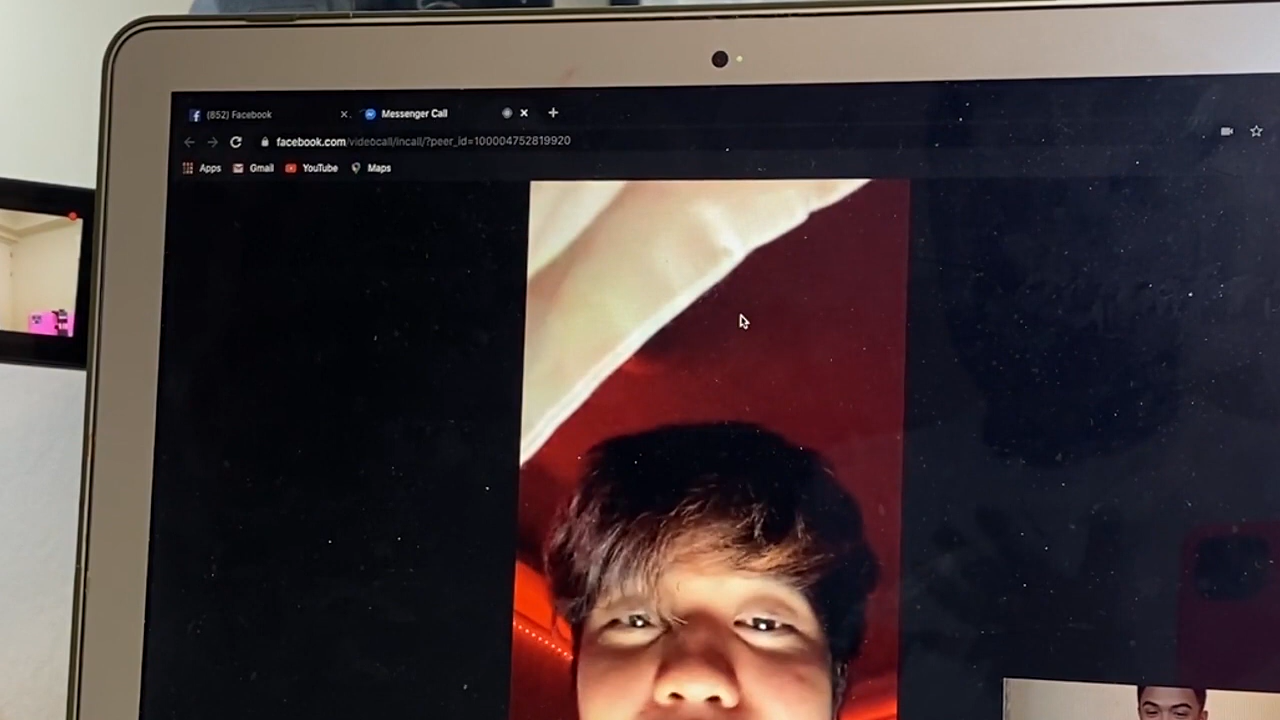 (852) Facebook
Messenger Call
facebook.com/videocall/incall/?peer_id=100004752819920
Apps Gmail YouTube Maps